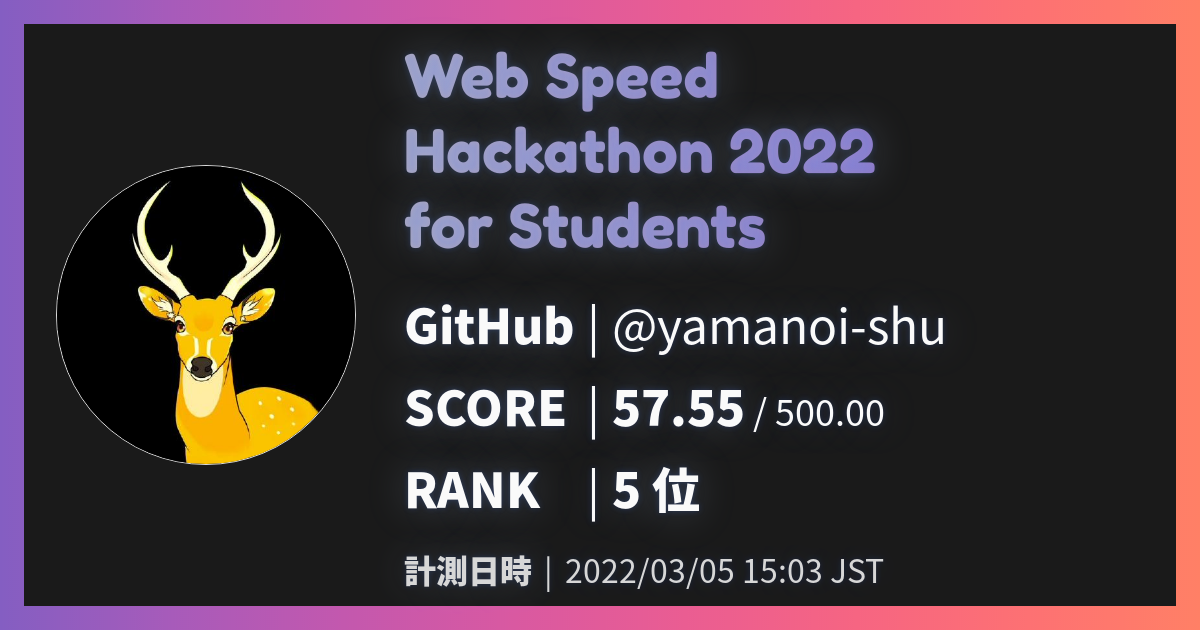 Web Speed
Hackathon 2022
for Students
GitHub | @yamanoi-shu
SCORE | 57.55 / 500.00
RANK | 5 位
計測日時 | 2022/03/05 15:03 JST